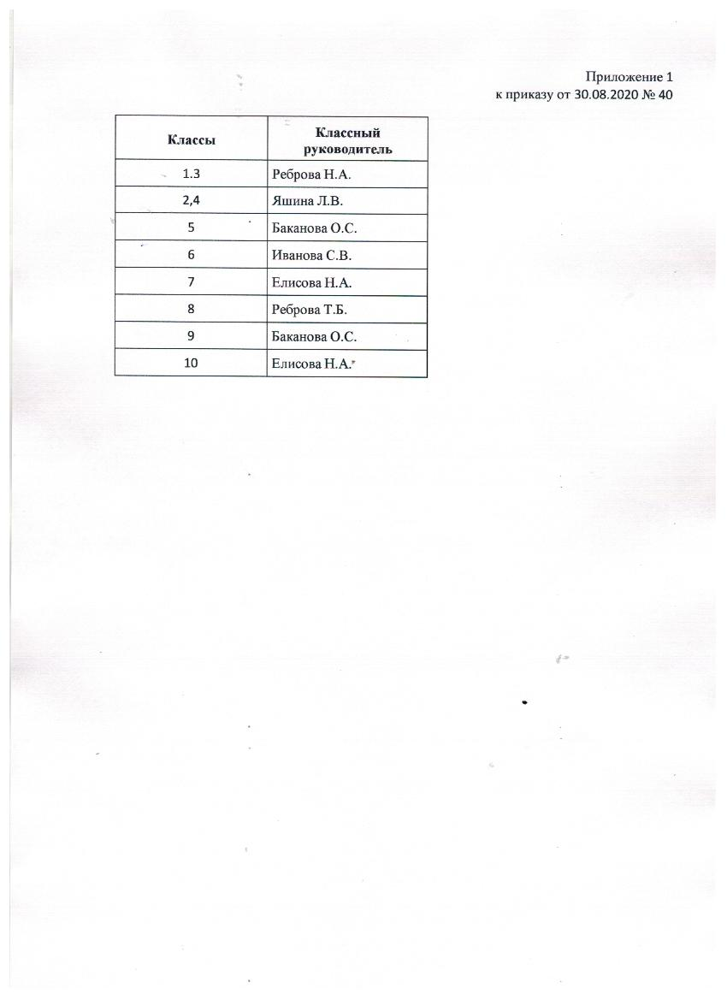 Приложение 1
к приказу от 30.08.2020 № 40
Классы
Классный
руководитель
1.3
Реброва Н.А.
2,4
Яшина Л.В.
5
Баканова О.С.
6
Иванова С.В.
7
Елисова Н.А.
8
Реброва Т.Б.
9
Баканова О.С.
10
Елисова Н.А.